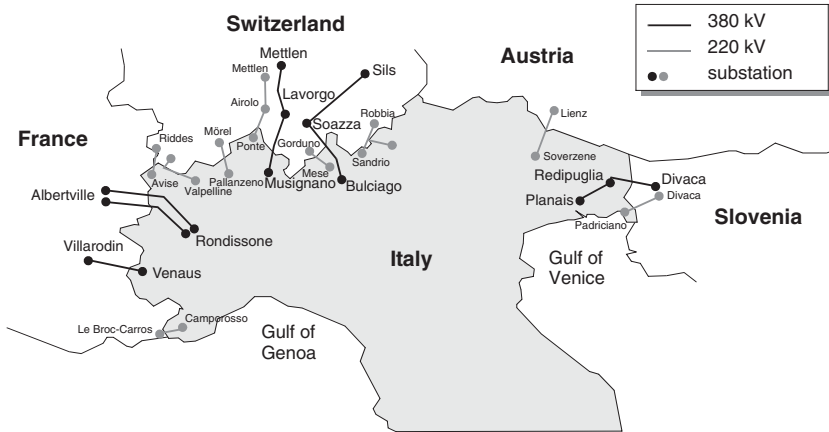 380 kV
220 kV
substation
Switzerland
Mettlen
Mettlen
Sils
Austria
Lavorgo
Airolo
Robbia
Lienz
Soazza
France
Riddes
Mörel
Ponte
Gorduno
Sandrio
Soverzene
Mese
Redipuglia
Avise
Valpelline
Pallanzeno
Musignano
Bulciago
Divaca
Albertville
Planais
Divaca
Padriciano
Slovenia
Rondissone
Villarodin
Italy
Gulf of
Venice
Venaus
Camporosso
Le Broc-Carros
Gulf of
Genoa